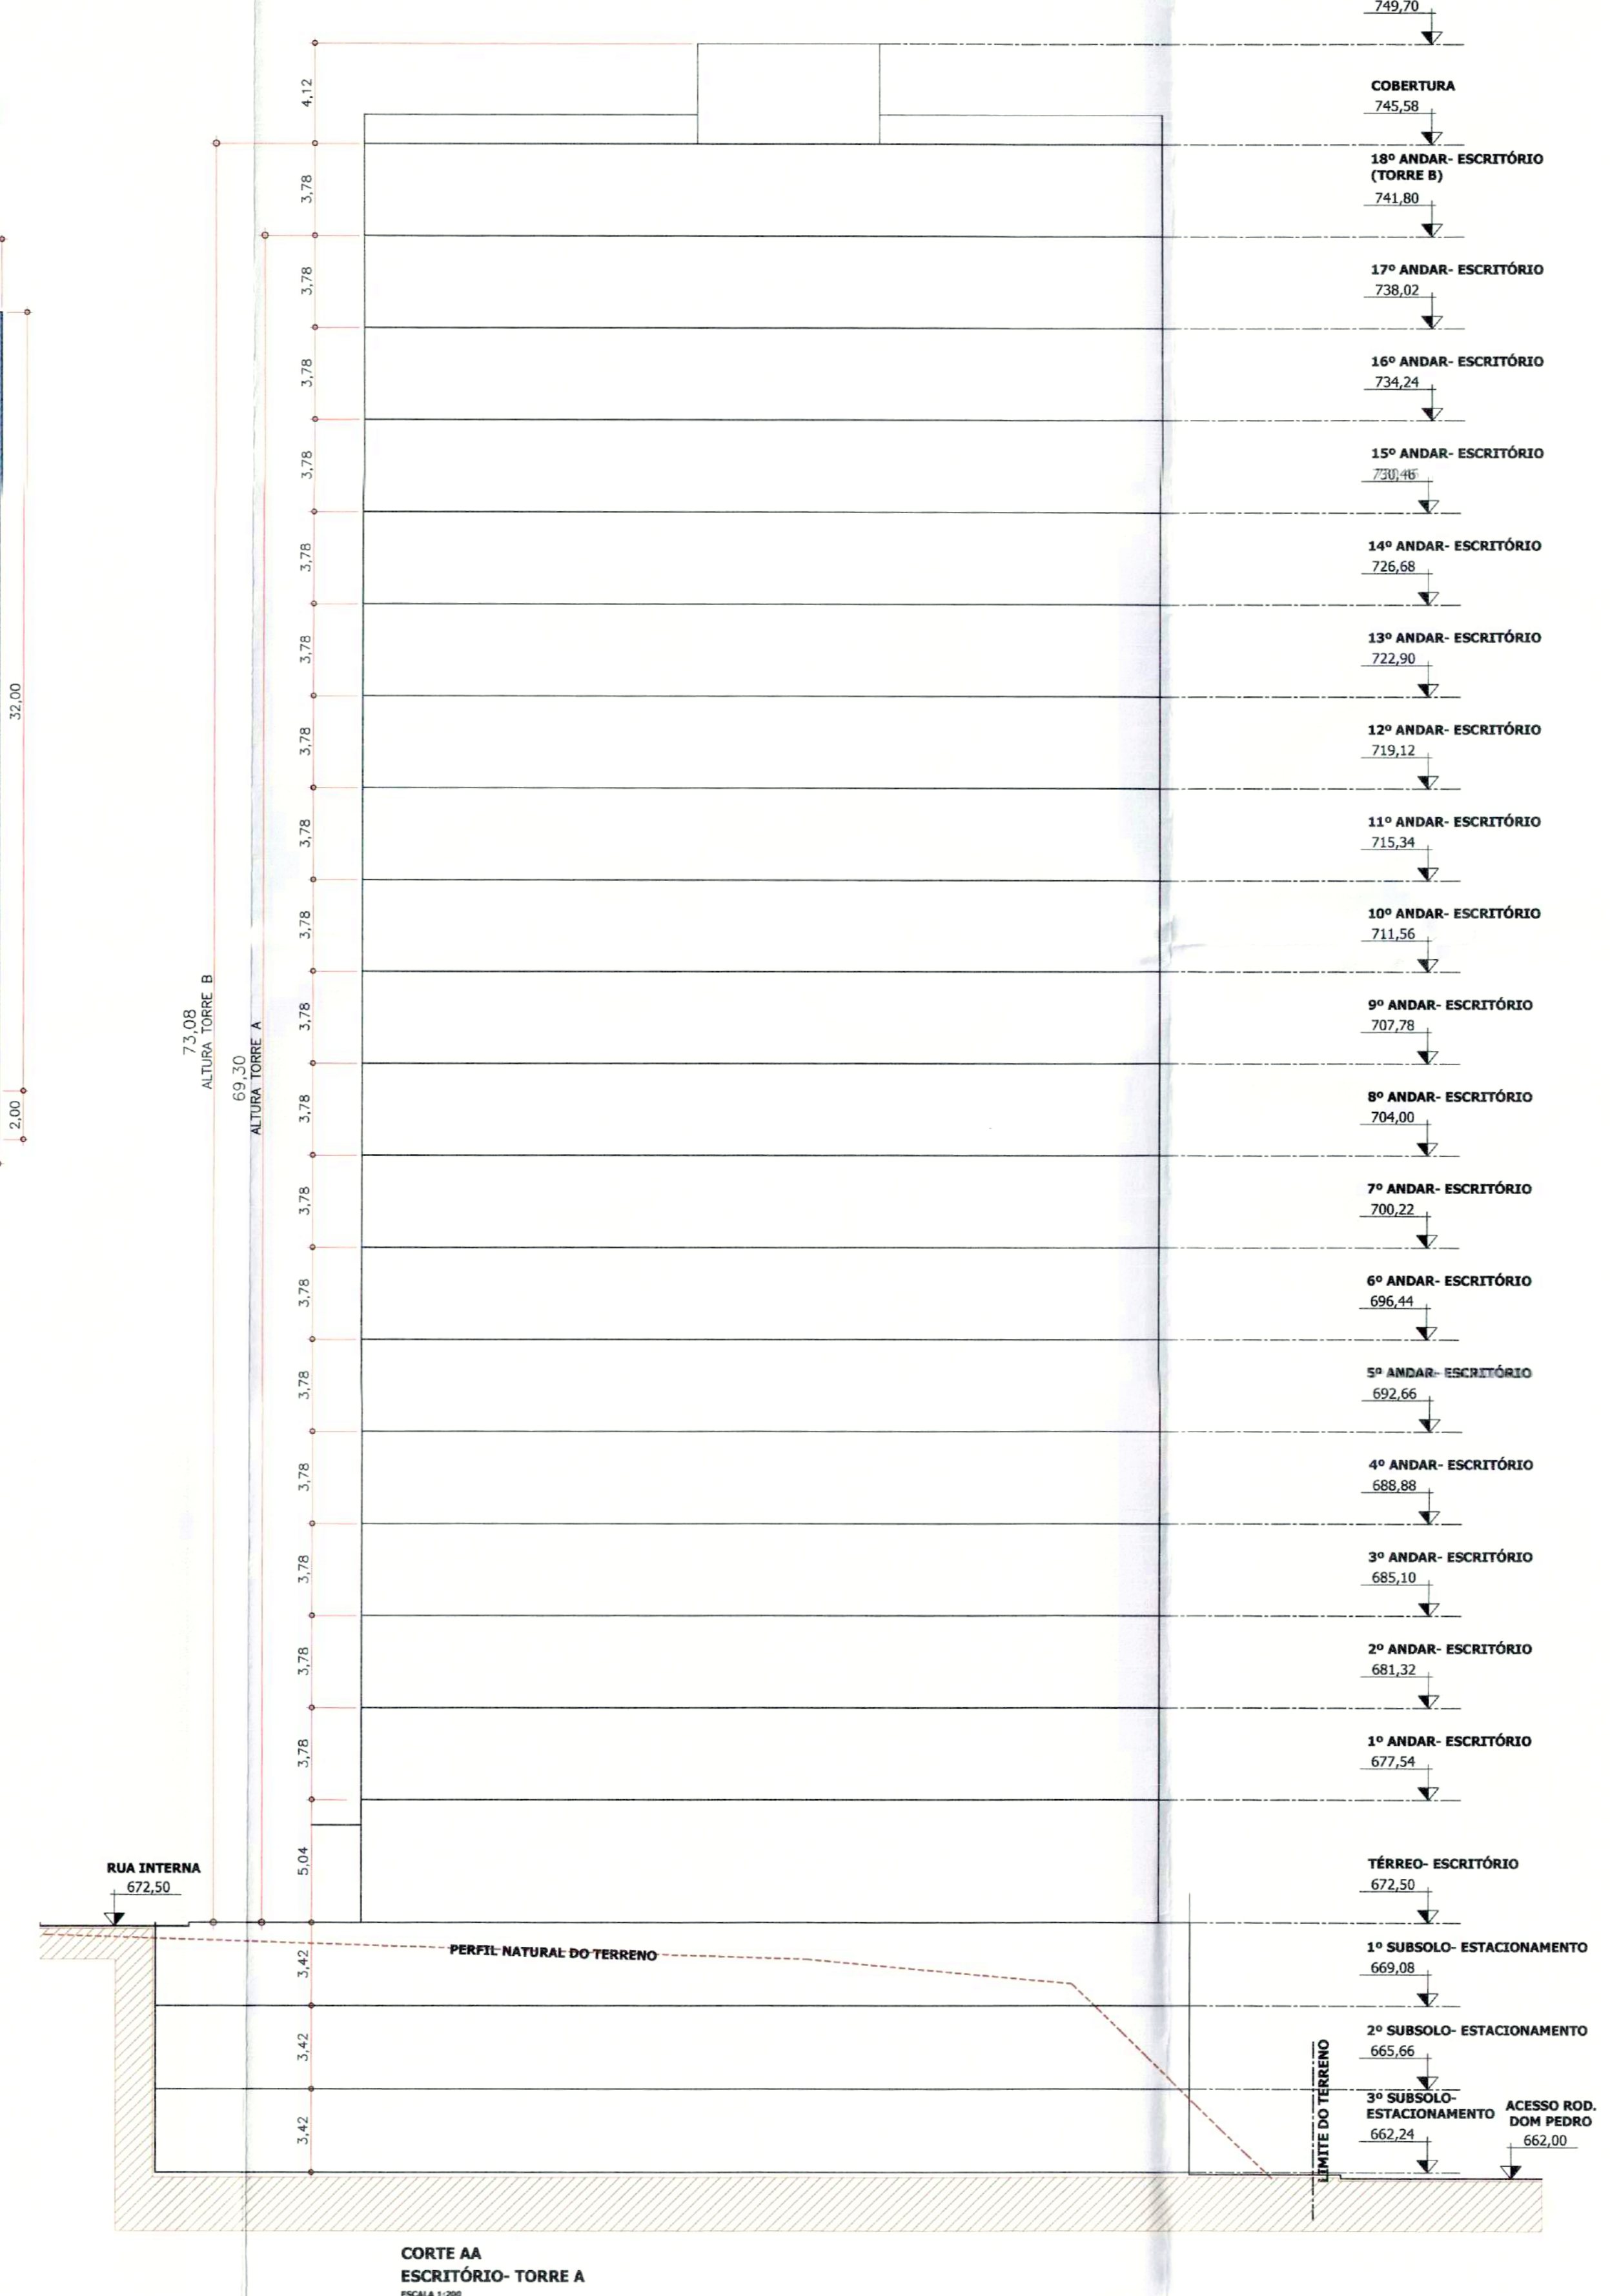 749,70
4,12
COBERTURA
745,58
3,78
18º ANDAR- ESCRITÓRIO
(TORRE B)
741,80
3,78
17º ANDAR- ESCRITÓRIO
738,02
3,78
16º ANDAR- ESCRITÓRIO
734,24
3,78
15º ANDAR- ESCRITÓRIO
730,46
3,78
14º ANDAR- ESCRITÓRIO
726,68
3,78
13º ANDAR- ESCRITÓRIO
722,90
32,00
3,78
12º ANDAR- ESCRITÓRIO
719,12
3,78
11º ANDAR- ESCRITÓRIO
715,34
3,78
10º ANDAR- ESCRITÓRIO
711,56
73,08
ALTURA TORRE B
69,30
ALTURA TORRE A
3,78
9º ANDAR- ESCRITÓRIO
707,78
2,00
3,78
8º ANDAR- ESCRITÓRIO
704,00
3,78
7º ANDAR- ESCRITÓRIO
700,22
3,78
6º ANDAR- ESCRITÓRIO
696,44
3,78
5º ANDAR- ESCRITÓRIO
692,66
3,78
4º ANDAR- ESCRITÓRIO
688,88
3,78
3º ANDAR- ESCRITÓRIO
685,10
3,78
2º ANDAR- ESCRITÓRIO
681,32
3,78
1º ANDAR- ESCRITÓRIO
677,54
5,04
RUA INTERNA
672,50
TÉRREO- ESCRITÓRIO
672,50
PERFIL NATURAL DO TERRENO
3,42
1º SUBSOLO- ESTACIONAMENTO
669,08
3,42
2º SUBSOLO- ESTACIONAMENTO
665,66
3,42
LIMITE DO TERRENO
3º SUBSOLO-
ESTACIONAMENTO
662,24
ACESSO ROD.
DOM PEDRO
662,00
CORTE AA
ESCRITÓRIO- TORRE A
ESCALA 1:200